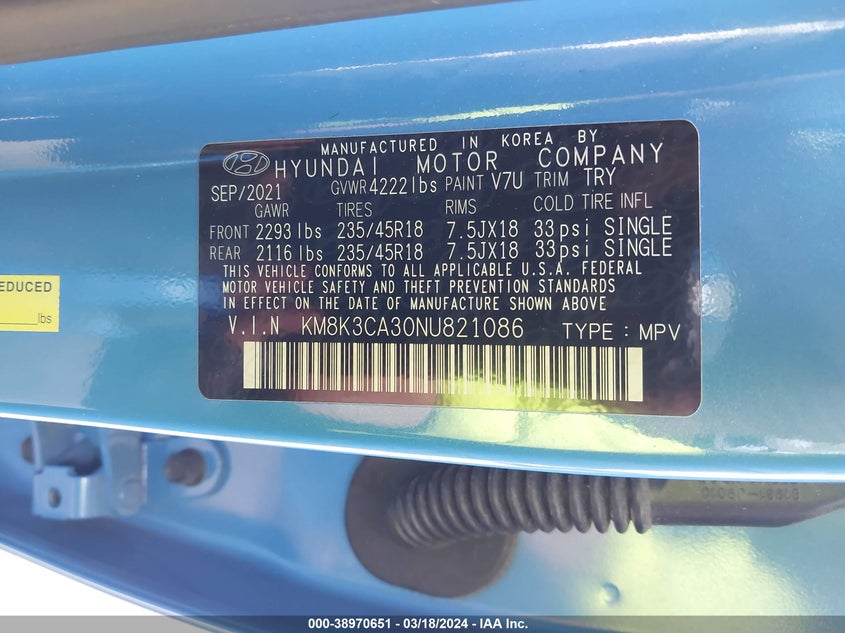 MANUFACTURED IN KOREA BY
HYUNDAI MOTOR COMPANY
SEP/2021 GVWR 4222 lbs PAINT V7U TRIM TRY
GAWR TIRES RIMS COLD TIRE INFL
FRONT 2293 lbs 235/45R18 7.5JX18 33psi SINGLE
REAR 2116 lbs 235/45R18 7.5JX18 33psi SINGLE
THIS VEHICLE CONFORMS TO ALL APPLICABLE U.S.A. FEDERAL
MOTOR VEHICLE SAFETY AND THEFT PREVENTION STANDARDS
IN EFFECT ON THE DATE OF MANUFACTURE SHOWN ABOVE
V.I.N KM8K3CA30NU821086 TYPE : MPV
EDUCED
lbs
000-38970651 / 03/18/2024 - IAA Inc.